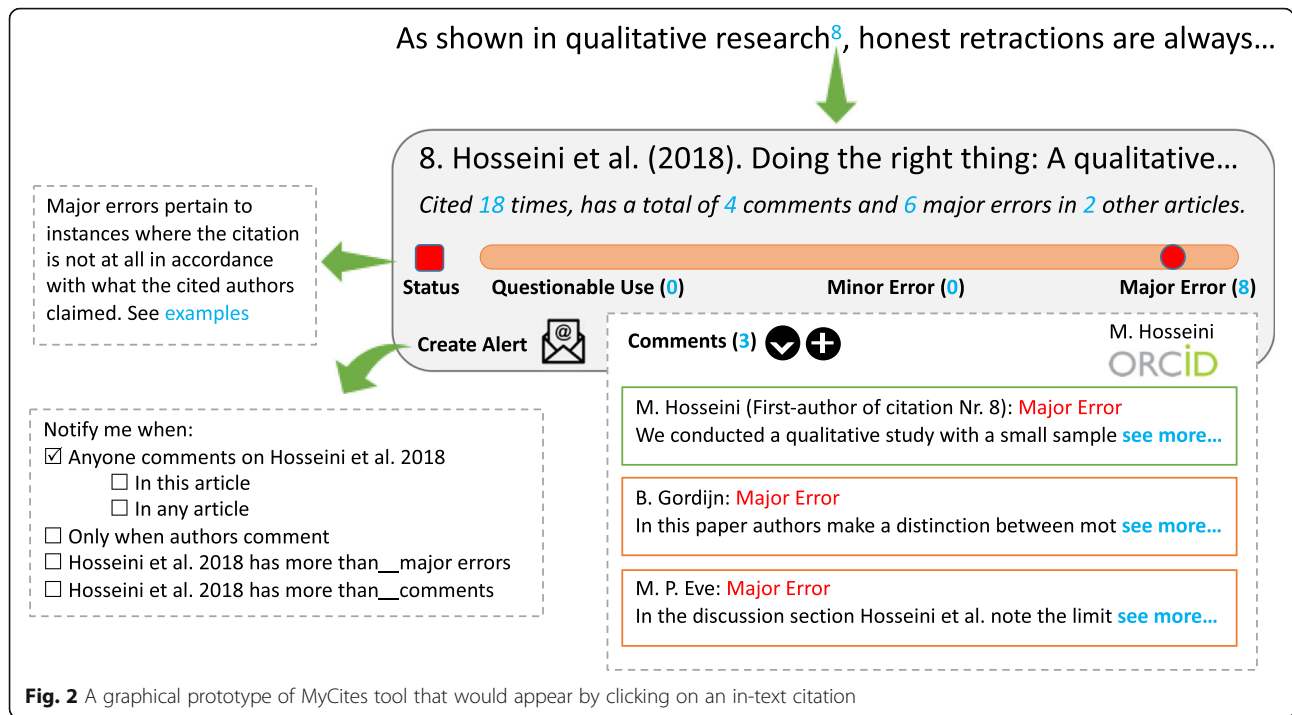 As shown in qualitative research8, honest retractions are always…
8. Hosseini et al. (2018). Doing the right thing: A qualitative…
Cited 18 times, has a total of 4 comments and 6 major errors in 2 other articles.
Status
Questionable Use (0)
Minor Error (0)
Major Error (8)
Major errors pertain to
instances where the citation
is not at all in accordance
with what the cited authors
claimed. See examples
Create Alert
@
Notify me when:
☑ Anyone comments on Hosseini et al. 2018
☐ In this article
☐ In any article
☐ Only when authors comment
☐ Hosseini et al. 2018 has more than__major errors
☐ Hosseini et al. 2018 has more than__comments
Comments (3)
M. Hosseini
ORCiD
M. Hosseini (First-author of citation Nr. 8): Major Error
We conducted a qualitative study with a small sample see more…
B. Gordijn: Major Error
In this paper authors make a distinction between mot see more…
M. P. Eve: Major Error
In the discussion section Hosseini et al. note the limit see more…
Fig. 2 A graphical prototype of MyCites tool that would appear by clicking on an in-text citation